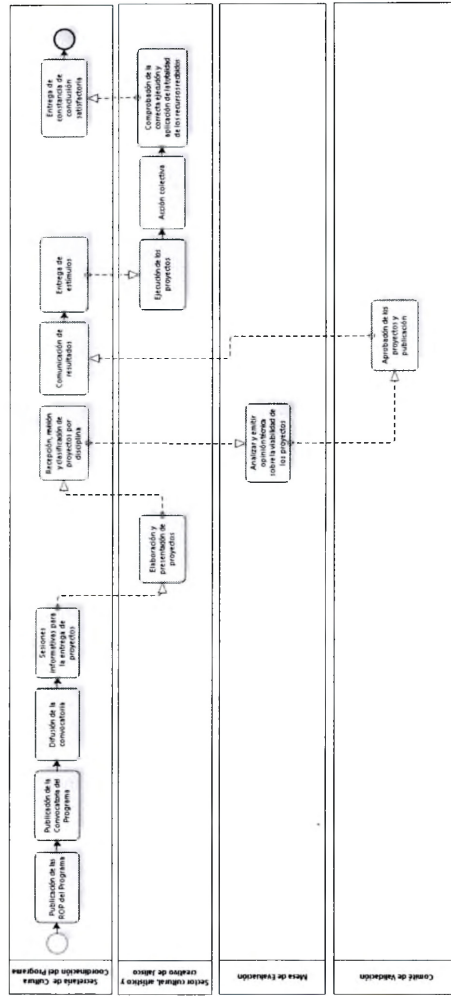 Secretaría de Cultura
Coordinación del Programa
Publicación de las
ROP del Programa
Publicación de la
Convocatoria del
Programa
Difusión de la
convocatoria
Sesiones
informativas para
la entrega de
proyectos
Recepción, revisión
y clasificación de
proyectos por
disciplina
Comunicación de
resultados
Entrega de
estímulos
Entrega de
constancia de
conclusión
satisfactoria
Sector cultural, artístico y
creativo de Jalisco
Elaboración y
presentación de
proyectos
Ejecución de los
proyectos
Acción colectiva
Comprobación de la
correcta ejecución y
aplicación de la totalidad
de los recursos recibidos
Mesa de Evaluación
Analizar y emitir
opinión técnica
sobre la viabilidad de
los proyectos
Comité de Validación
Aprobación de los
proyectos y
publicación